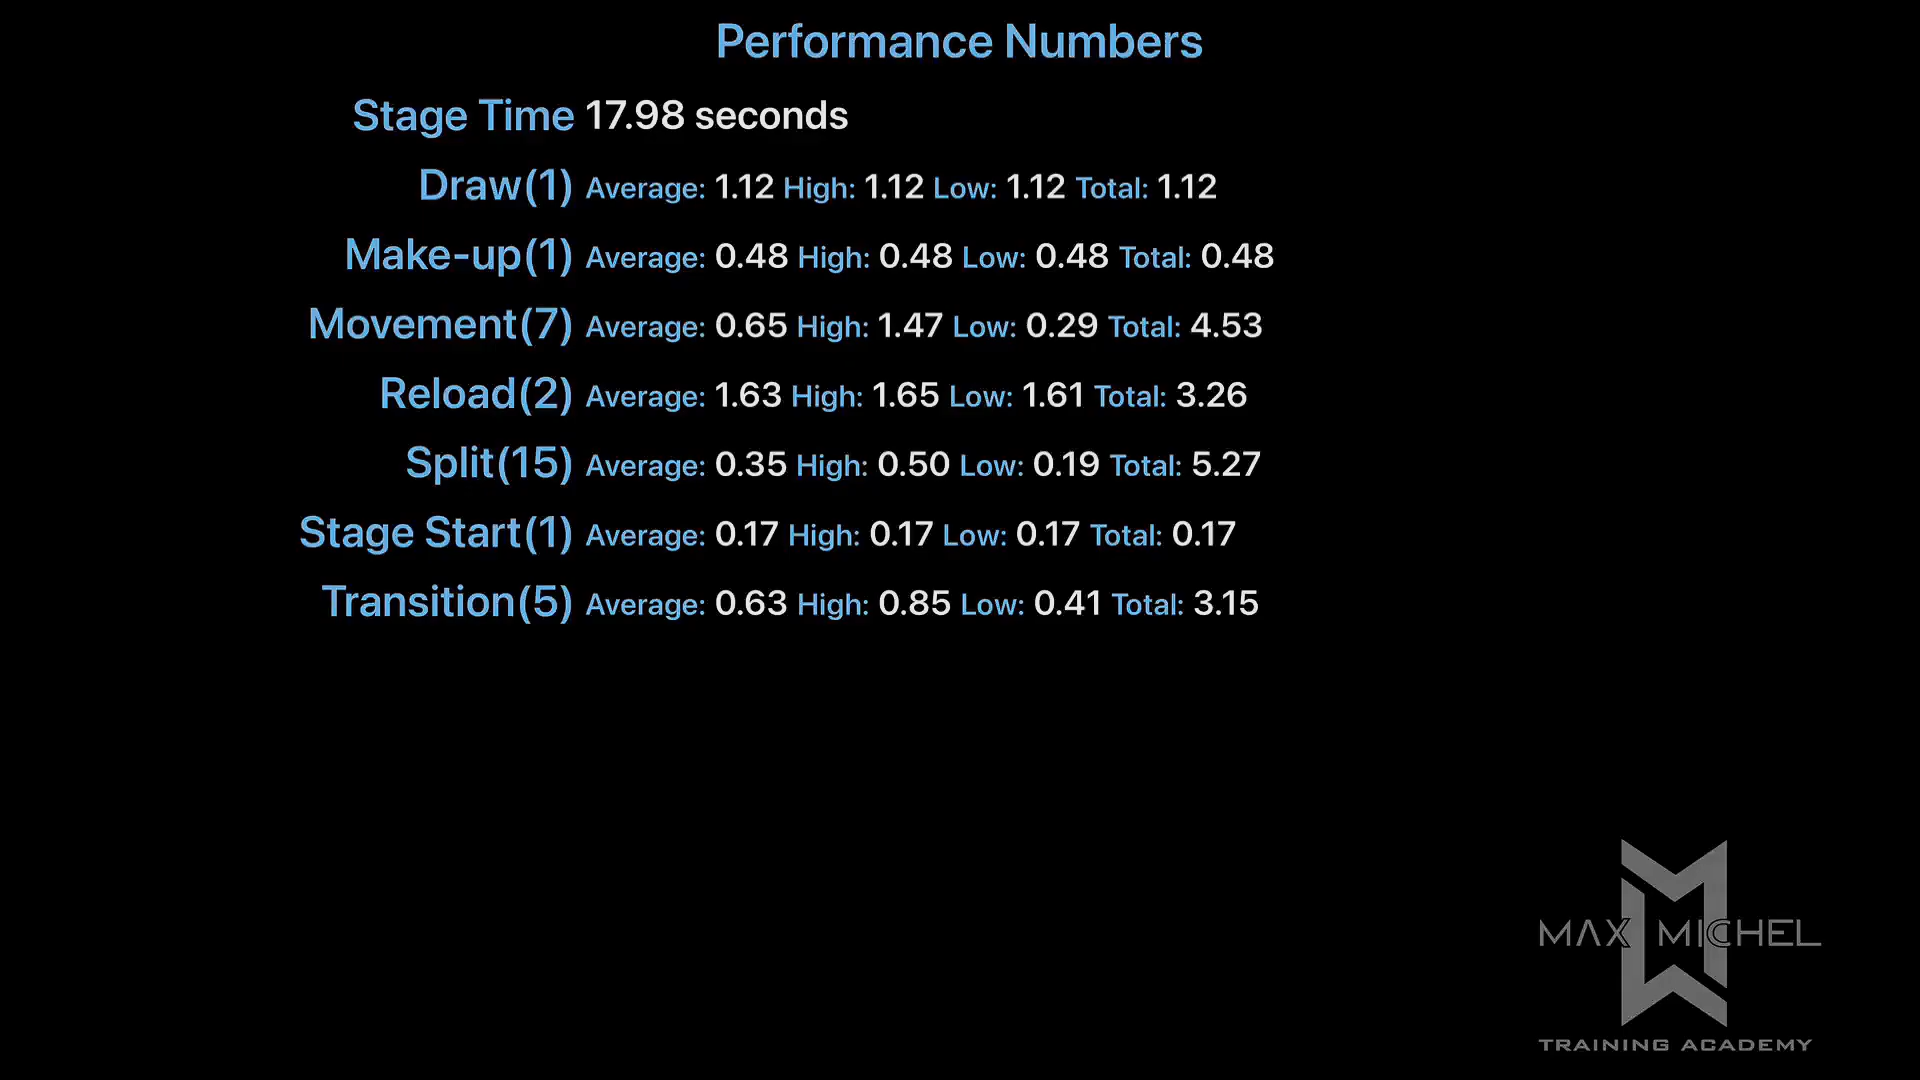 Performance Numbers
Stage Time 17.98 seconds
Draw(1) Average: 1.12 High: 1.12 Low: 1.12 Total: 1.12
Make-up(1) Average: 0.48 High: 0.48 Low: 0.48 Total: 0.48
Movement(7) Average: 0.65 High: 1.47 Low: 0.29 Total: 4.53
Reload(2) Average: 1.63 High: 1.65 Low: 1.61 Total: 3.26
Split(15) Average: 0.35 High: 0.50 Low: 0.19 Total: 5.27
Stage Start(1) Average: 0.17 High: 0.17 Low: 0.17 Total: 0.17
Transition(5) Average: 0.63 High: 0.85 Low: 0.41 Total: 3.15
MAX MICHEL
TRAINING ACADEMY